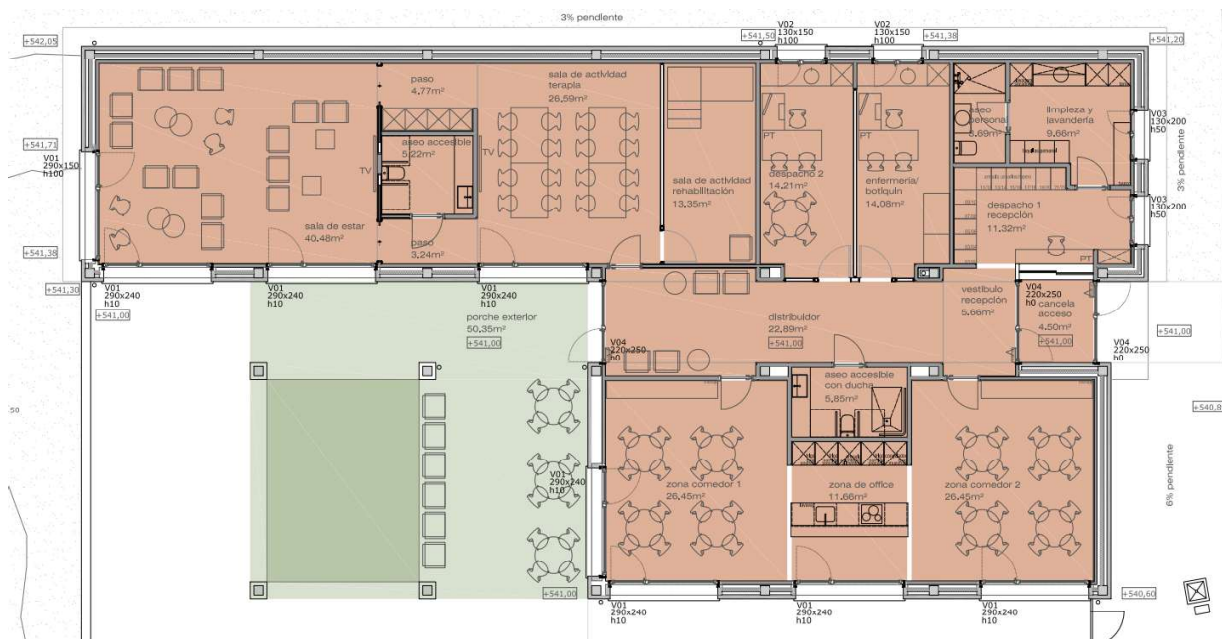 3% pendiente
+542,05
V02
130x150
h100
+541,50
V02
130x150
h100
+541,38
+541,20
paso
4.77m²
sala de actividad
terapia
26.59m²
aseo
personal
3.69m²
limpieza y
lavandería
9.66m²
V03
130x200
h50
3% pendiente
+541,71
V01
290x150
h100
aseo accesible
5.22m²
TV
TV
PT
PT
sala de actividad
rehabilitación
13.35m²
despacho 2
14.21m²
enfermería/
botiquín
14.08m²
despacho 1
recepción
11.32m²
V03
130x200
h50
sala de estar
40.48m²
paso
3.24m²
+541,38
PT
+541,30
V01
290x240
h10
V01
290x240
h10
V01
290x240
h10
+541,00
porche exterior
50.35m²
+541,00
distribuidor
22.89m²
+541,00
vestíbulo
recepción
5.66m²
V04
220x250
h0
cancela
acceso
4.50m²
+541,00
+541,00
V04
220x250
h0
V04
220x250
h0
aseo accesible
con ducha
5.85m²
50
+540,8
V01
290x240
h10
zona comedor 1
26.45m²
zona de office
11.66m²
zona comedor 2
26.45m²
6% pendiente
+541,00
V01
290x240
h10
V01
290x240
h10
V01
290x240
h10
+540,60